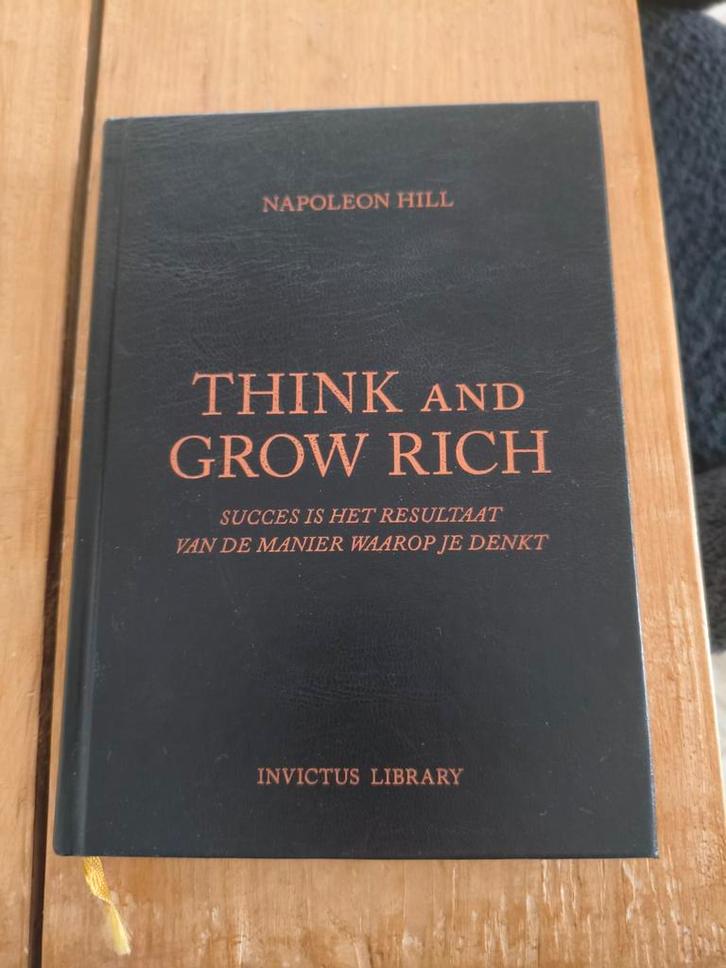 NAPOLEON HILL
THINK AND
GROW RICH
SUCCES IS HET RESULTAAT
VAN DE MANIER WAAROP JE DENKT
INVICTUS LIBRARY